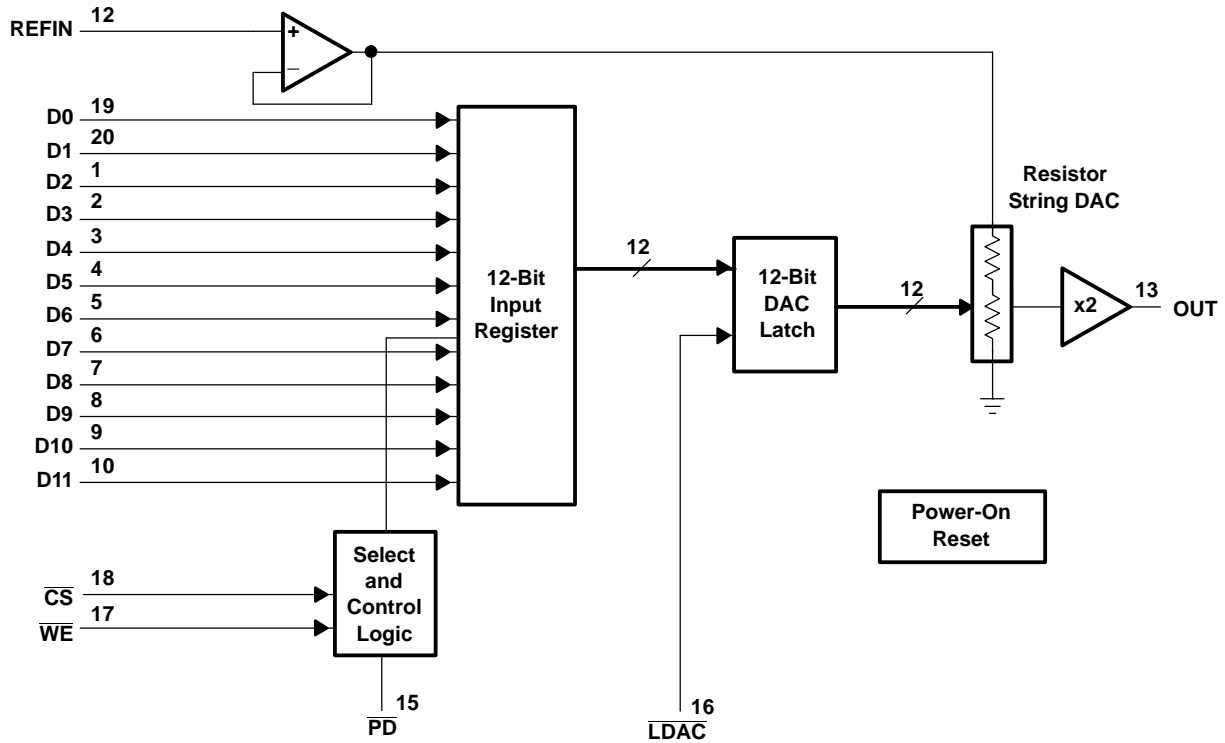 REFIN 12
+
−
D0 19
D1 20
D2 1
D3 2
D4 3
D5 4
D6 5
D7 6
D8 7
D9 8
D10 9
D11 10
12-Bit
Input
Register
12
12-Bit
DAC
Latch
12
Resistor
String DAC
x2
13
OUT
Power-On
Reset
Select
and
Control
Logic
CS 18
WE 17
15
PD
16
LDAC